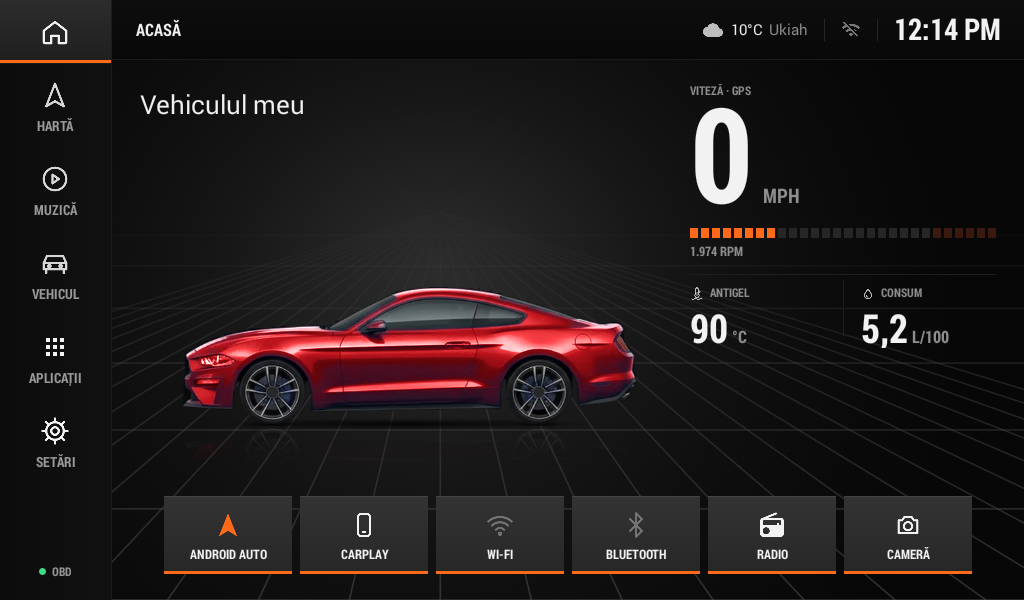 ACASĂ
10°C Ukiah
12:14 PM
HARTĂ
MUZICĂ
VEHICUL
APLICAȚII
SETĂRI
OBD
Vehiculul meu
VITEZĂ · GPS
0 MPH
1.974 RPM
ANTIGEL
90 °C
CONSUM
5,2 L/100
ANDROID AUTO
CARPLAY
WI-FI
BLUETOOTH
RADIO
CAMERĂ